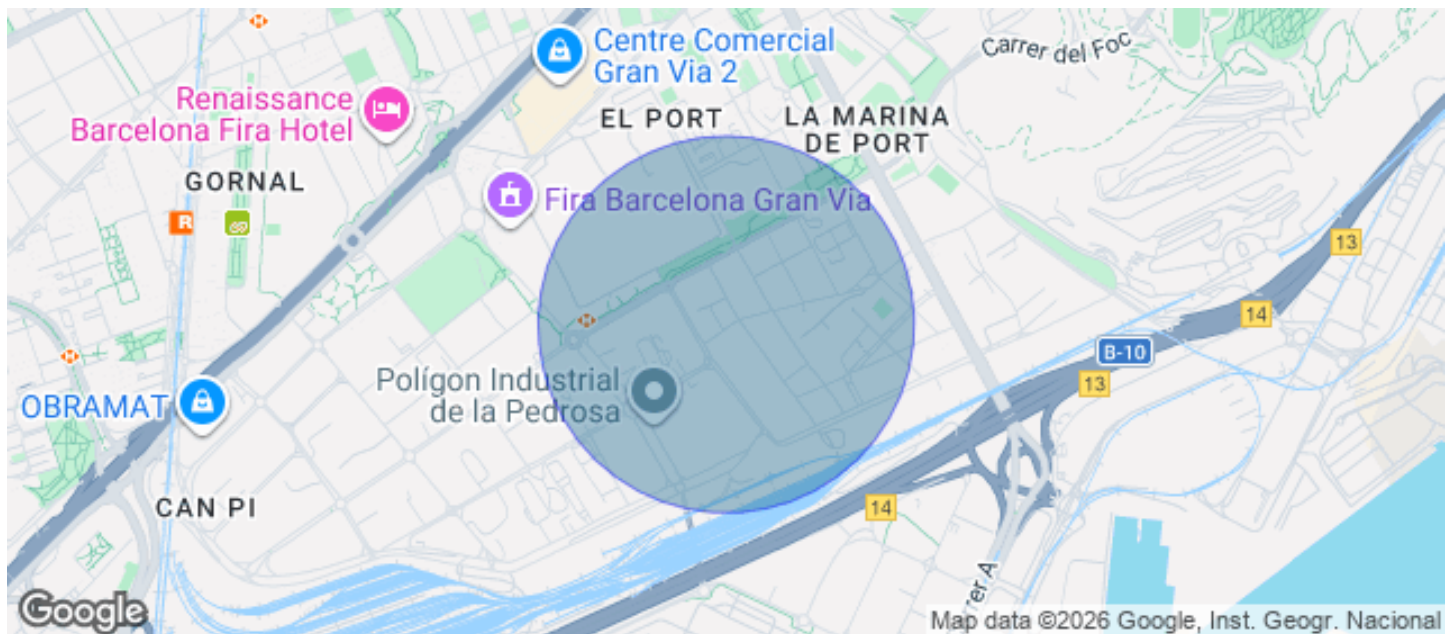 Carrer del Foc
Centre Comercial
Gran Via 2
Renaissance
Barcelona Fira Hotel
EL PORT
LA MARINA
DE PORT
GORNAL
R
Fira Barcelona Gran Via
13
14
B-10
13
Polígon Industrial
de la Pedrosa
OBRAMAT
CAN PI
14
rer A
Google
Map data ©2026 Google, Inst. Geogr. Nacional